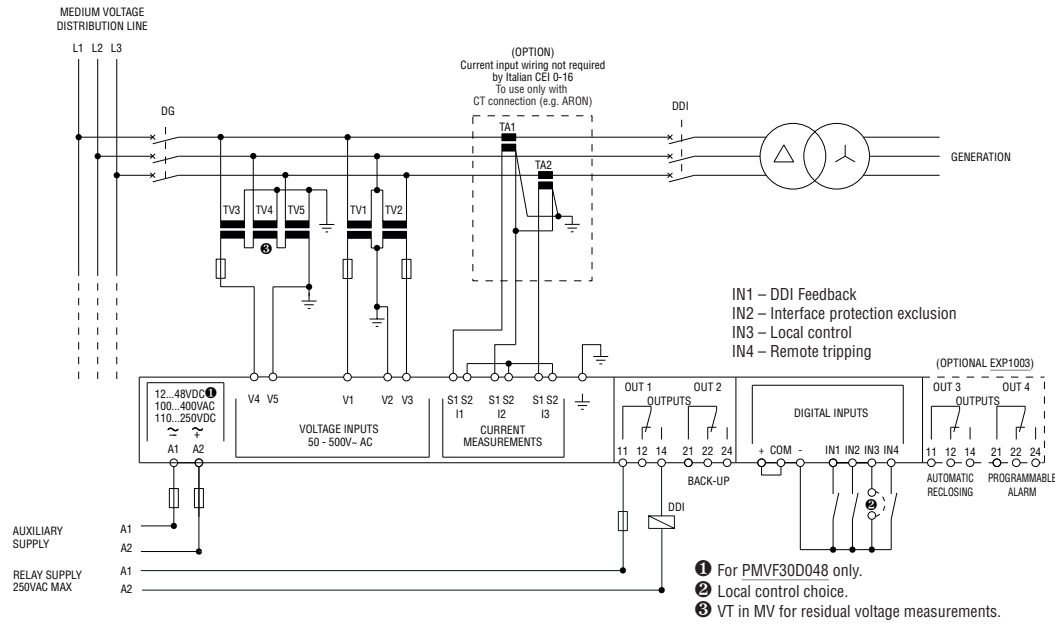 MEDIUM VOLTAGE
DISTRIBUTION LINE
L1 L2 L3
DG
(OPTION)
Current input wiring not required
by Italian CEI 0-16
To use only with
CT connection (e.g. ARON)
TA1
TA2
DDI
GENERATION
TV3 TV4 TV5
TV1 TV2
❸
IN1 – DDI Feedback
IN2 – Interface protection exclusion
IN3 – Local control
IN4 – Remote tripping
(OPTIONAL EXP1003)
12...48VDC❶
100...400VAC
110...250VDC
~ ~
− +
A1 A2
V4 V5 V1 V2 V3
VOLTAGE INPUTS
50 - 500V~ AC
S1 S2 S1 S2 S1 S2
I1 I2 I3
CURRENT
MEASUREMENTS
OUT 1 OUT 2
OUTPUTS
11 12 14 21 22 24
BACK-UP
DIGITAL INPUTS
+ COM - IN1 IN2 IN3 IN4
OUT 3 OUT 4
OUTPUTS
11 12 14 21 22 24
AUTOMATIC
RECLOSING
PROGRAMMABLE
ALARM
❷
DDI
AUXILIARY
SUPPLY
A1
A2
RELAY SUPPLY
250VAC MAX
A1
A2
❶ For PMVF30D048 only.
❷ Local control choice.
❸ VT in MV for residual voltage measurements.